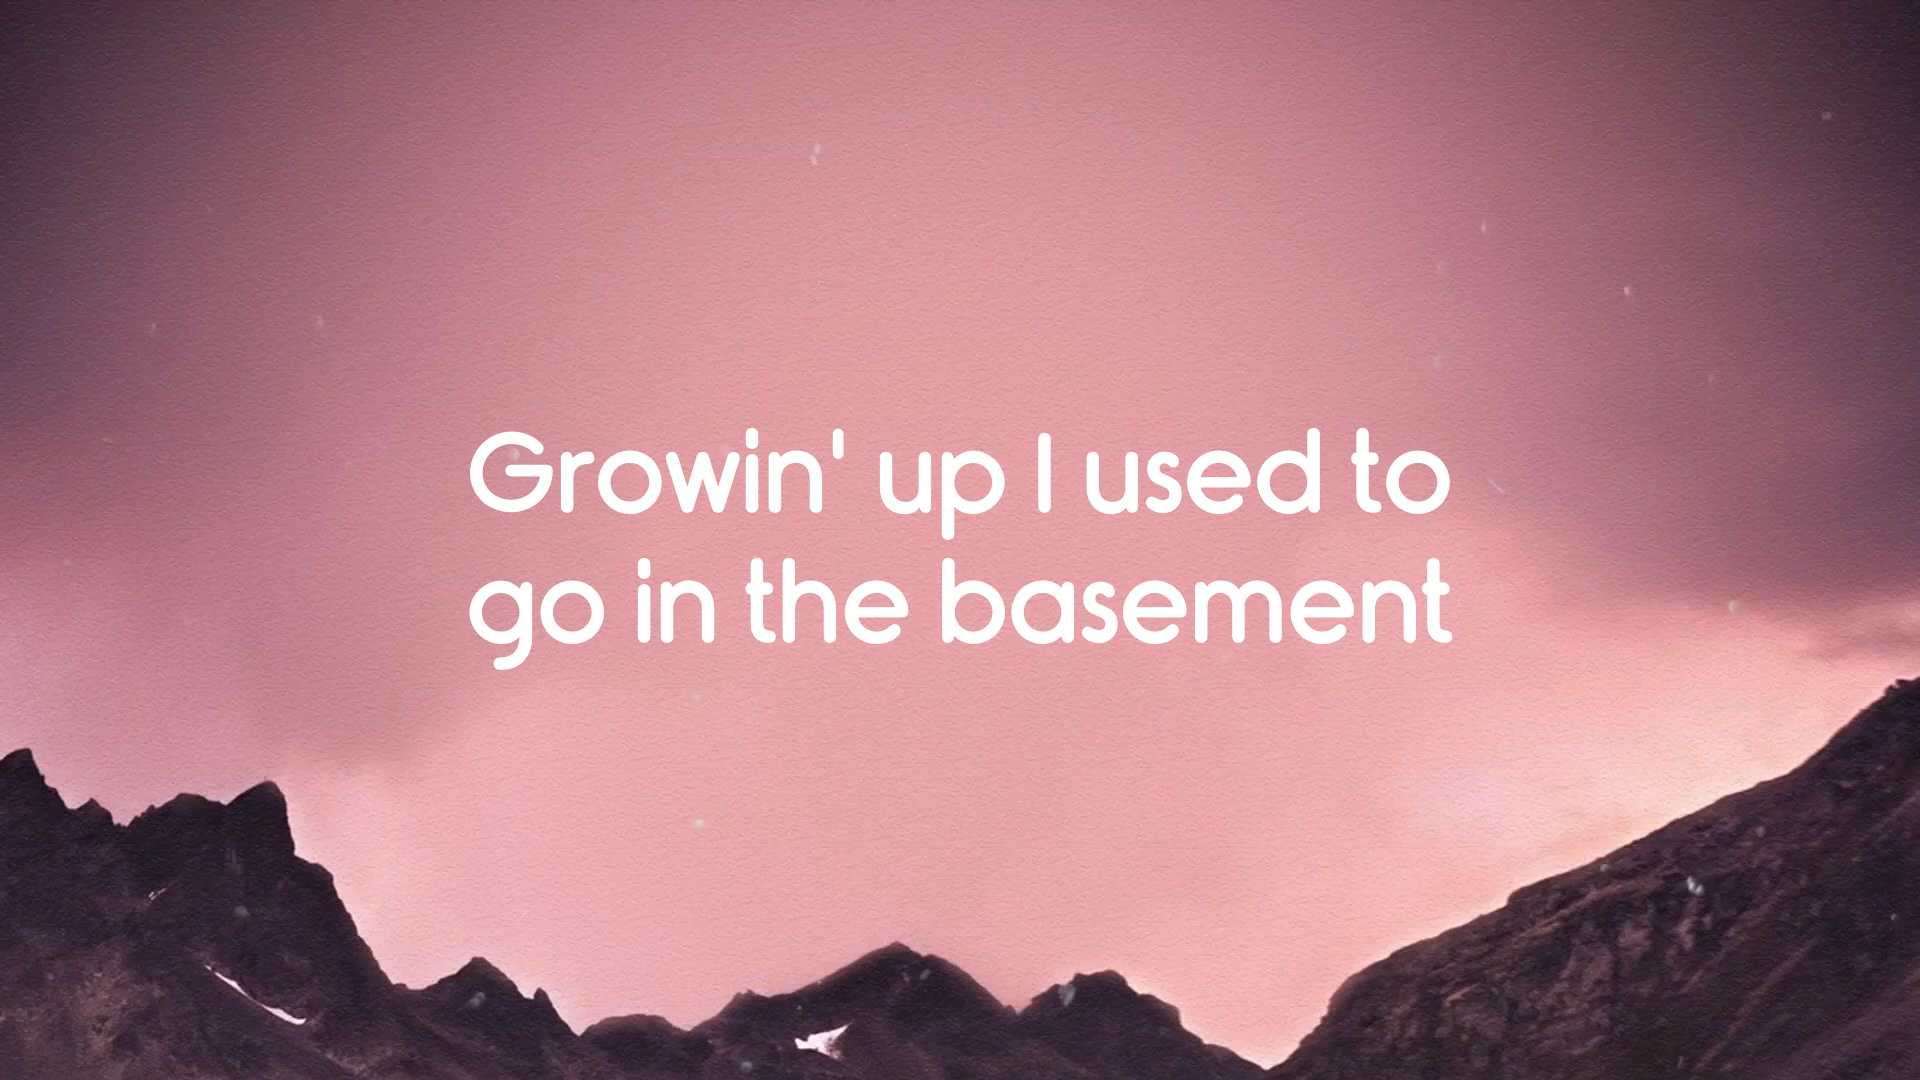 Growin' up I used to
go in the basement